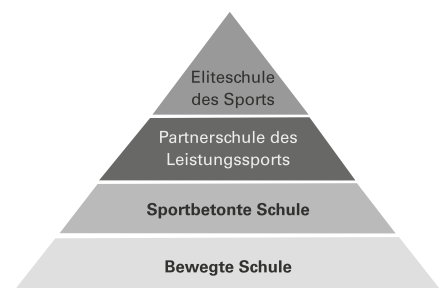 Eliteschule
des Sports
Partnerschule des
Leistungssports
Sportbetonte Schule
Bewegte Schule